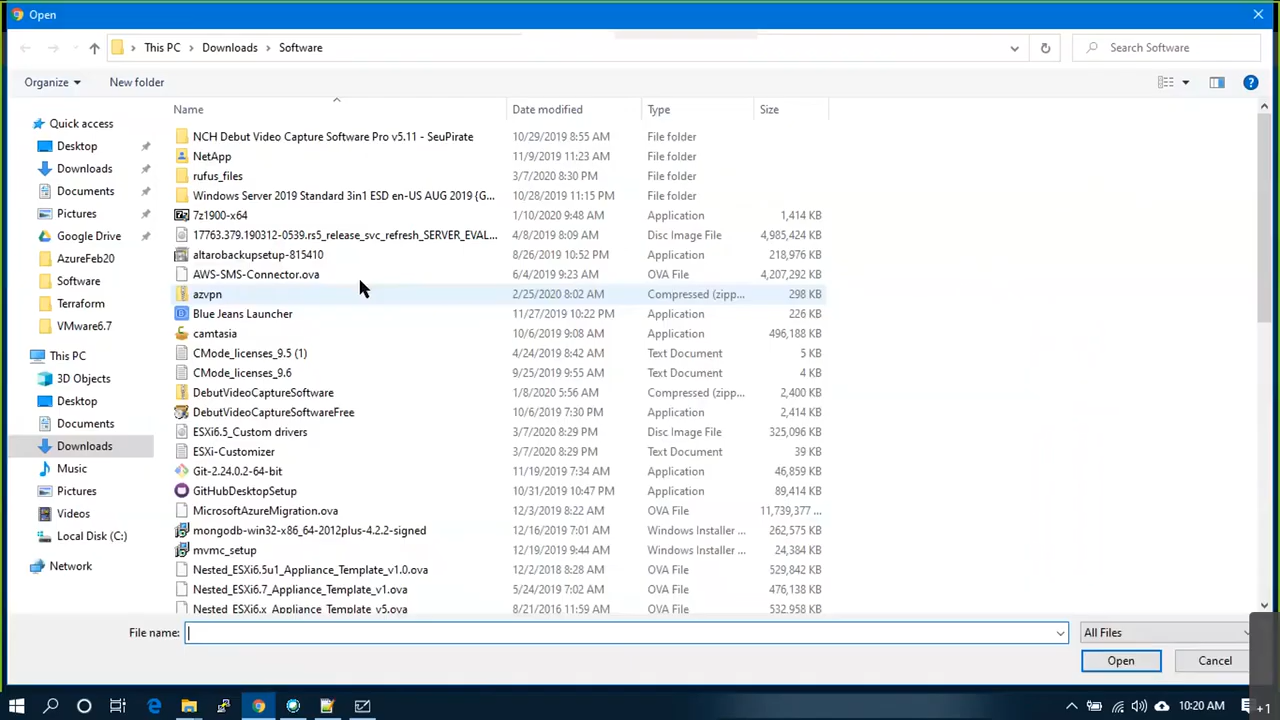 Open
This PC > Downloads > Software
Search Software
Organize
New folder
Name Date modified Type Size
Quick access
Desktop
Downloads
Documents
Pictures
Google Drive
AzureFeb20
Software
Terraform
VMware6.7
This PC
3D Objects
Desktop
Documents
Downloads
Music
Pictures
Videos
Local Disk (C:)
Network
NCH Debut Video Capture Software Pro v5.11 - SeuPirate 10/29/2019 8:55 AM File folder
NetApp 11/9/2019 11:23 AM File folder
rufus_files 3/7/2020 8:30 PM File folder
Windows Server 2019 Standard 3in1 ESD en-US AUG 2019 {G... 10/28/2019 11:15 PM File folder
7z1900-x64 1/10/2020 9:48 AM Application 1,414 KB
17763.379.190312-0539.rs5_release_svc_refresh_SERVER_EVAL... 4/8/2019 8:09 AM Disc Image File 4,985,424 KB
altarobackupsetup-815410 8/26/2019 10:52 PM Application 218,976 KB
AWS-SMS-Connector.ova 6/4/2019 9:23 AM OVA File 4,207,292 KB
azvpn 2/25/2020 8:02 AM Compressed (zipp... 298 KB
Blue Jeans Launcher 11/27/2019 10:22 PM Application 226 KB
camtasia 10/6/2019 9:08 AM Application 496,188 KB
CMode_licenses_9.5 (1) 4/24/2019 8:42 AM Text Document 5 KB
CMode_licenses_9.6 9/25/2019 9:55 AM Text Document 4 KB
DebutVideoCaptureSoftware 1/8/2020 5:56 AM Compressed (zipp... 2,400 KB
DebutVideoCaptureSoftwareFree 10/6/2019 7:30 PM Application 2,414 KB
ESXi6.5_Custom drivers 3/7/2020 8:29 PM Disc Image File 325,096 KB
ESXi-Customizer 3/7/2020 8:29 PM Text Document 39 KB
Git-2.24.0.2-64-bit 11/19/2019 7:34 AM Application 46,859 KB
GitHubDesktopSetup 10/31/2019 10:47 PM Application 89,414 KB
MicrosoftAzureMigration.ova 12/3/2019 8:22 AM OVA File 11,739,377 ...
mongodb-win32-x86_64-2012plus-4.2.2-signed 12/16/2019 7:01 AM Windows Installer ... 262,575 KB
mvmc_setup 12/19/2019 9:44 AM Windows Installer ... 24,384 KB
Nested_ESXi6.5u1_Appliance_Template_v1.0.ova 12/2/2018 8:28 AM OVA File 529,842 KB
Nested_ESXi6.7_Appliance_Template_v1.ova 5/24/2019 7:02 AM OVA File 476,138 KB
Nested_ESXi6.x_Appliance_Template_v5.ova 8/21/2016 11:59 AM OVA File 532,958 KB
File name:
All Files
Open
Cancel
10:20 AM
+1